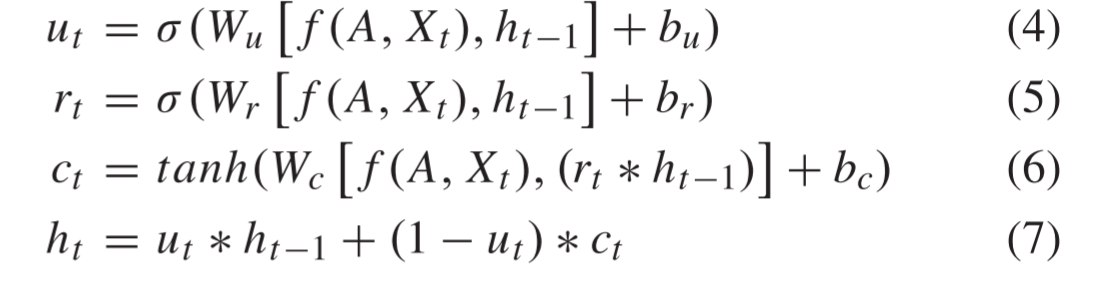 u_t = σ(W_u [f(A, X_t), h_{t−1}] + b_u) (4)
r_t = σ(W_r [f(A, X_t), h_{t−1}] + b_r) (5)
c_t = tanh(W_c [f(A, X_t), (r_t * h_{t−1})] + b_c) (6)
h_t = u_t * h_{t−1} + (1 − u_t) * c_t (7)